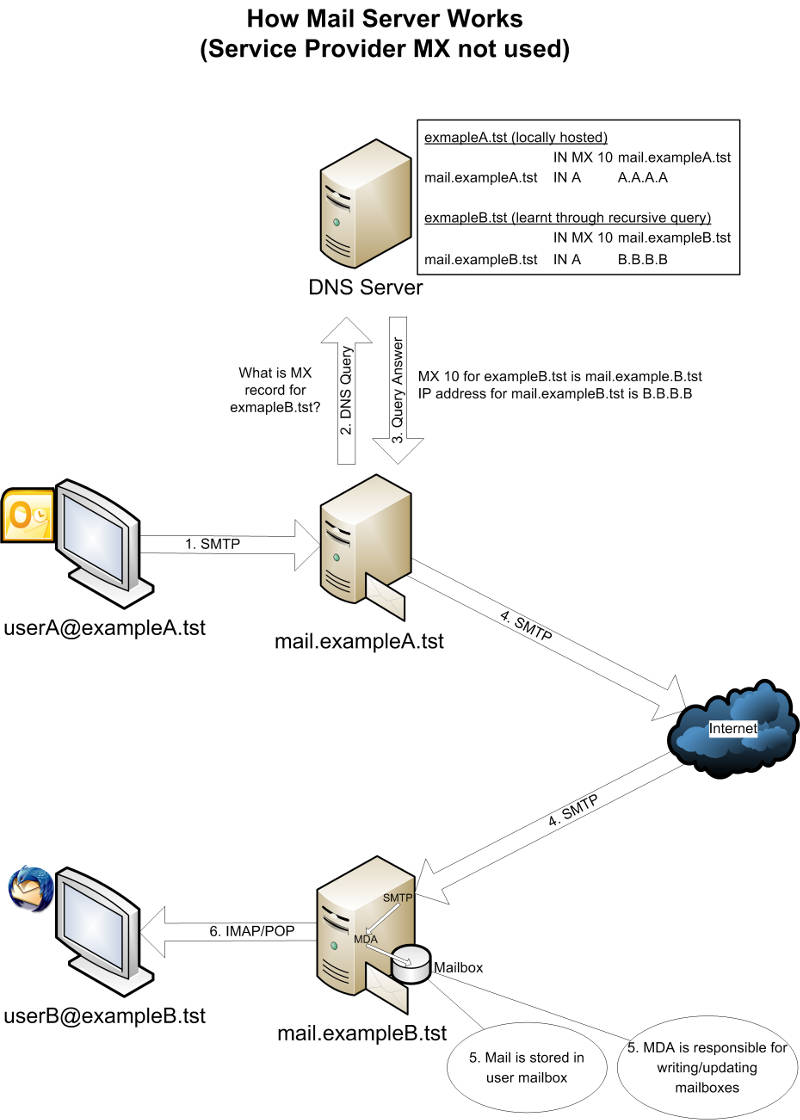 How Mail Server Works
(Service Provider MX not used)
exmapleA.tst (locally hosted)
IN MX 10 mail.exampleA.tst
mail.exampleA.tst IN A A.A.A.A
exmapleB.tst (learnt through recursive query)
IN MX 10 mail.exampleB.tst
mail.exampleB.tst IN A B.B.B.B
DNS Server
What is MX
record for
exmapleB.tst?
2. DNS Query
3. Query Answer
MX 10 for exampleB.tst is mail.example.B.tst
IP address for mail.exampleB.tst is B.B.B.B
O
1. SMTP
userA@exampleA.tst
mail.exampleA.tst
4. SMTP
Internet
4. SMTP
SMTP
MDA
6. IMAP/POP
Mailbox
userB@exampleB.tst
mail.exampleB.tst
5. Mail is stored in
user mailbox
5. MDA is responsible for
writing/updating
mailboxes